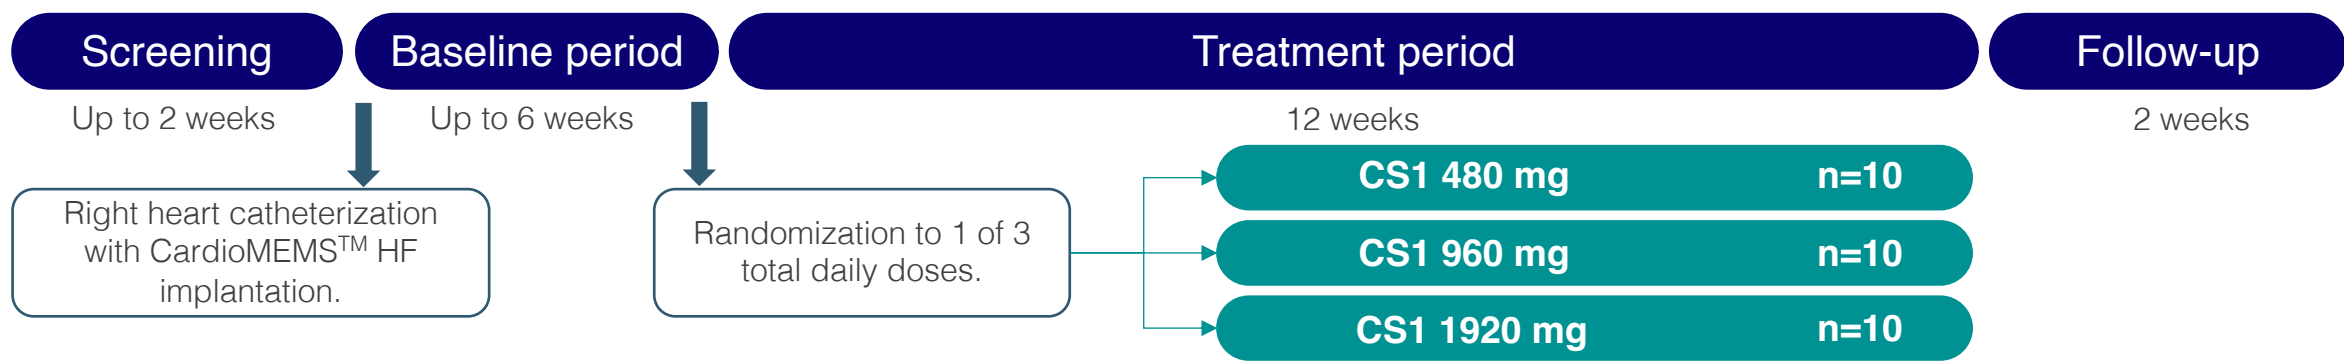 Screening
Baseline period
Treatment period
Follow-up
Up to 2 weeks
Up to 6 weeks
12 weeks
2 weeks
Right heart catheterization
with CardioMEMS™ HF
implantation.
Randomization to 1 of 3
total daily doses.
CS1 480 mg n=10
CS1 960 mg n=10
CS1 1920 mg n=10